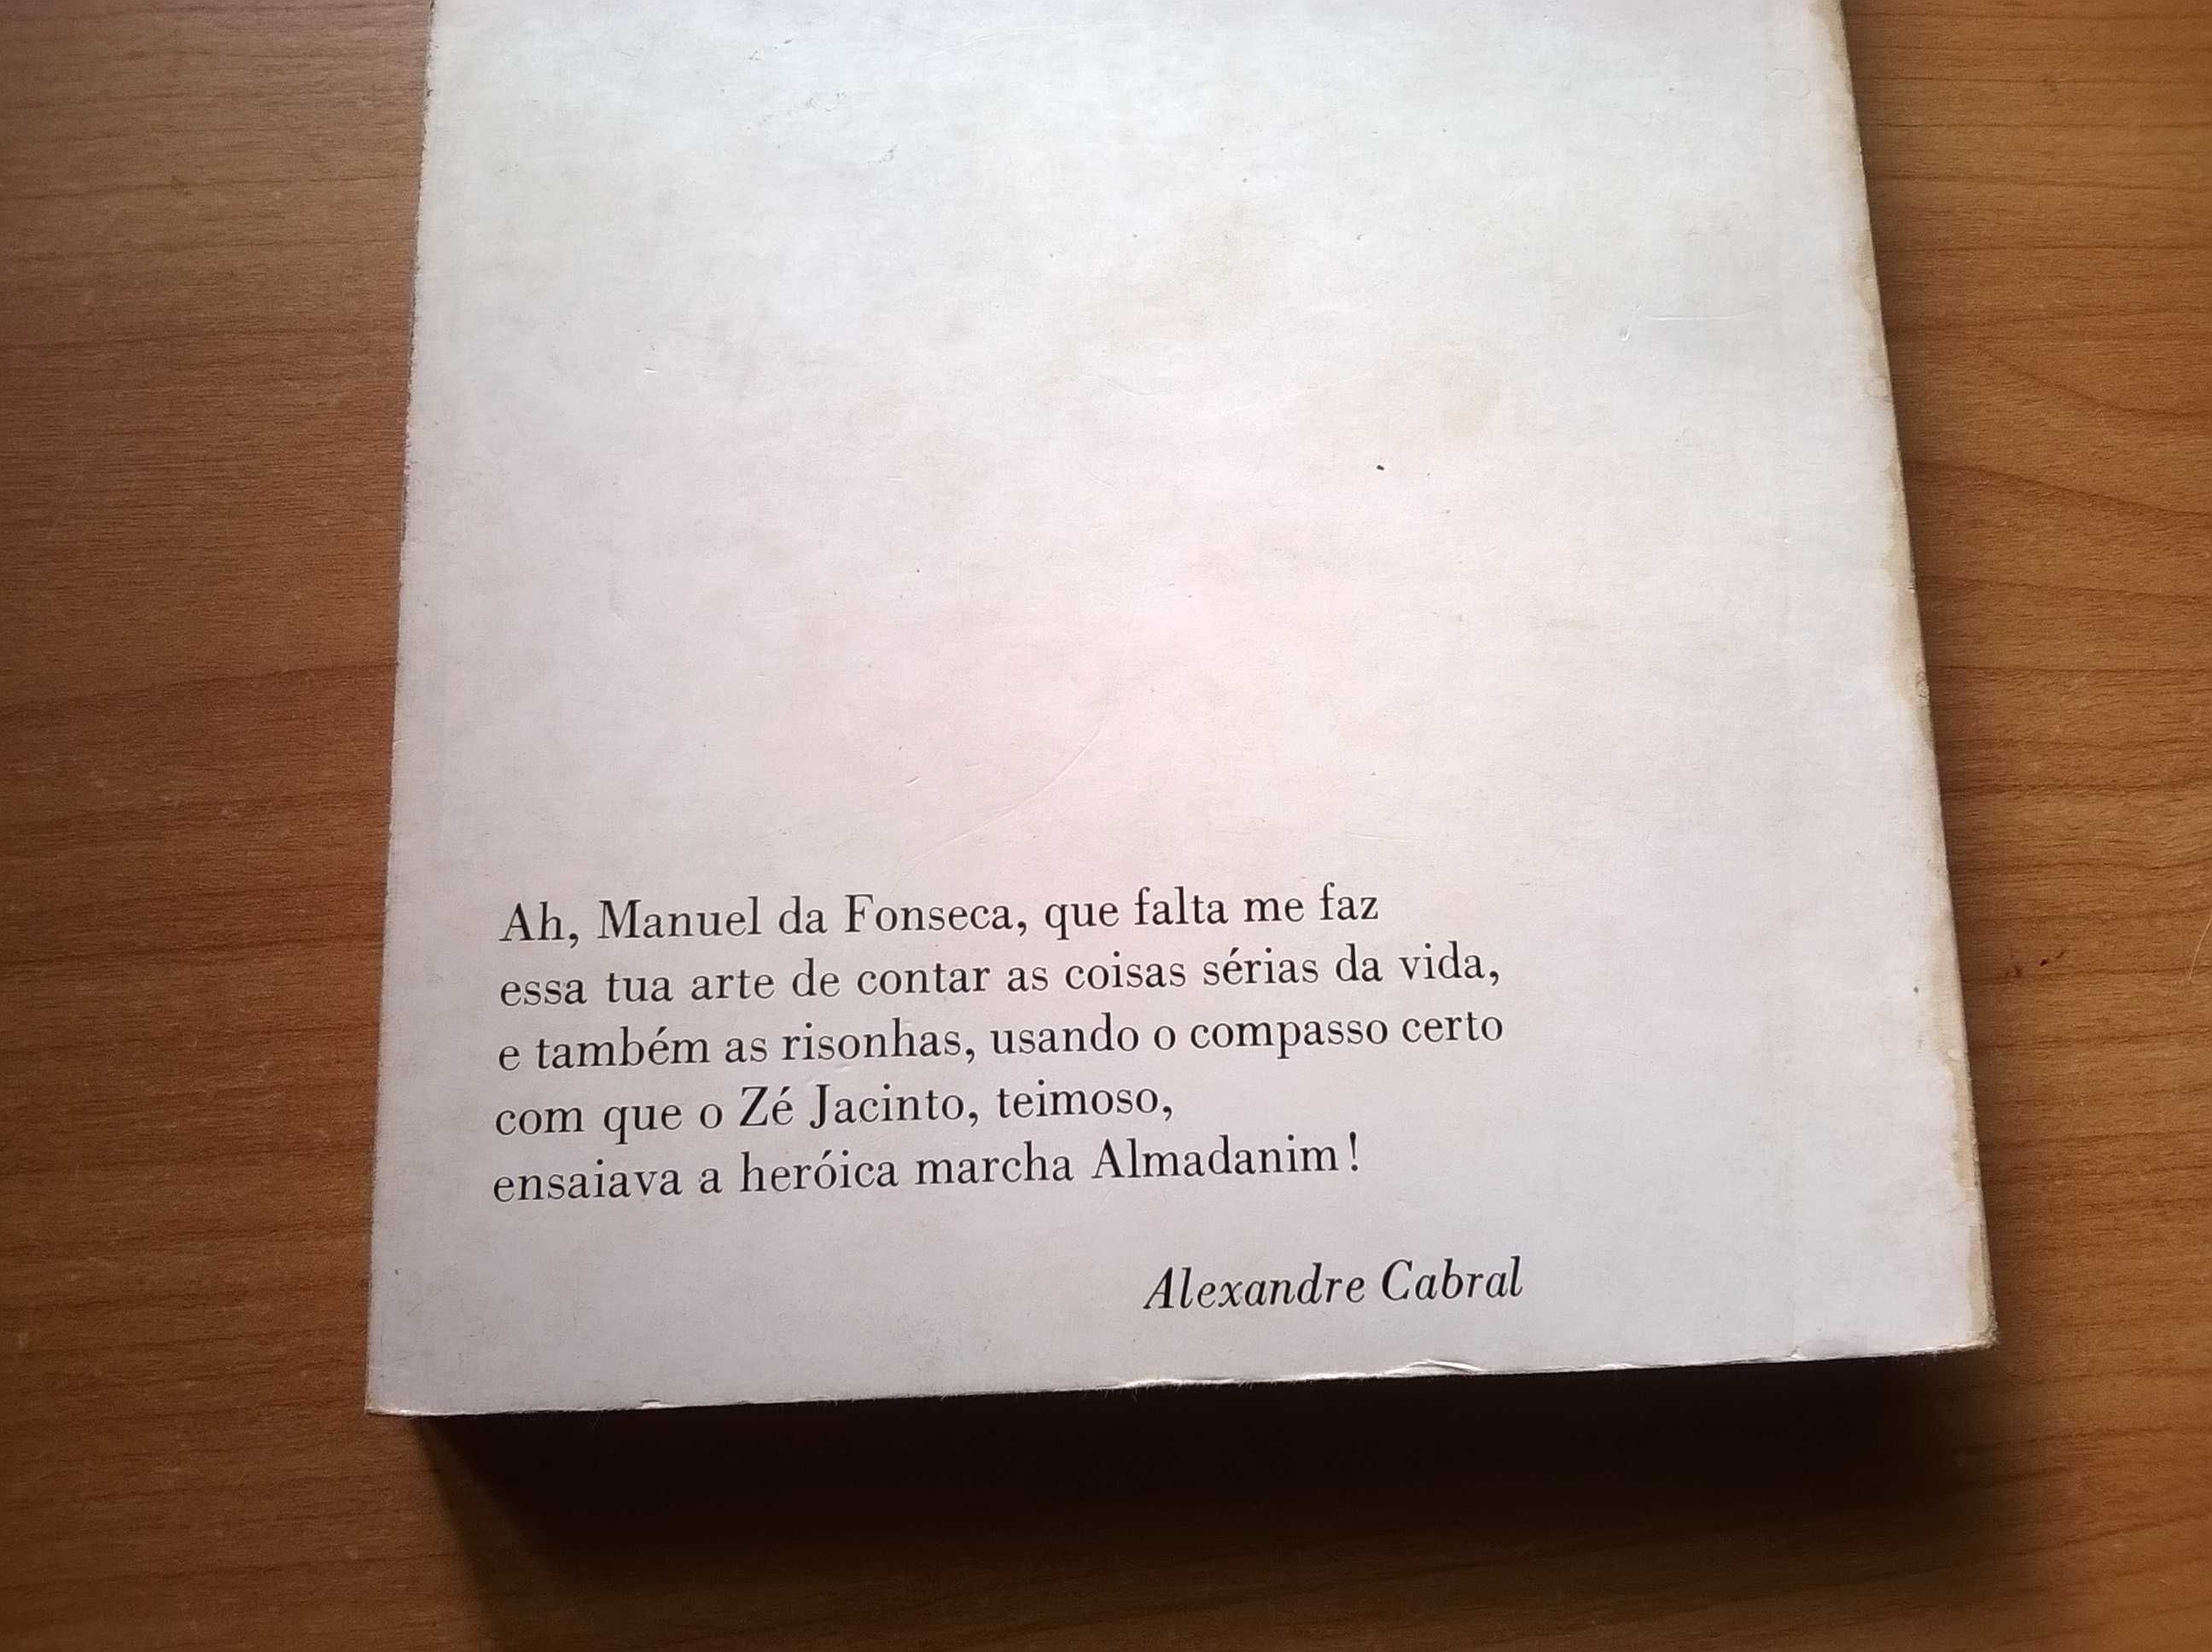 Ah, Manuel da Fonseca, que falta me faz
essa tua arte de contar as coisas sérias da vida,
e também as risonhas, usando o compasso certo
com que o Zé Jacinto, teimoso,
ensaiava a heróica marcha Almadanim!
Alexandre Cabral